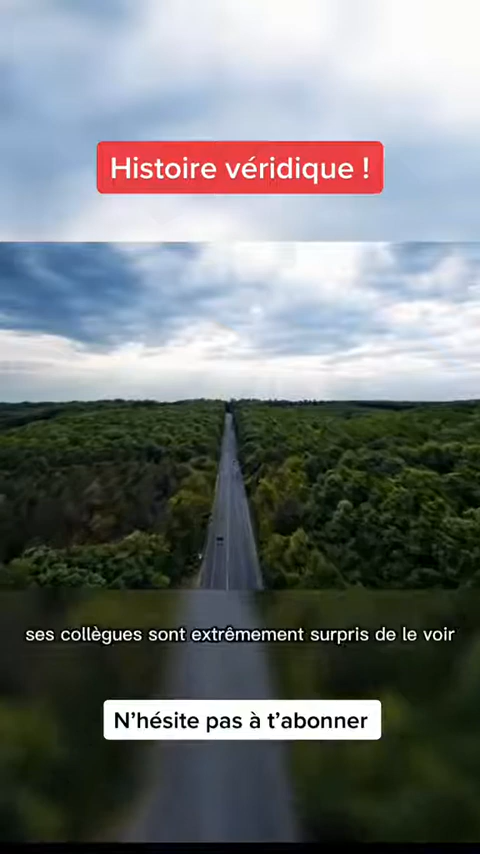 Histoire véridique !
ses collègues sont extrêmement surpris de le voir
N’hésite pas à t’abonner